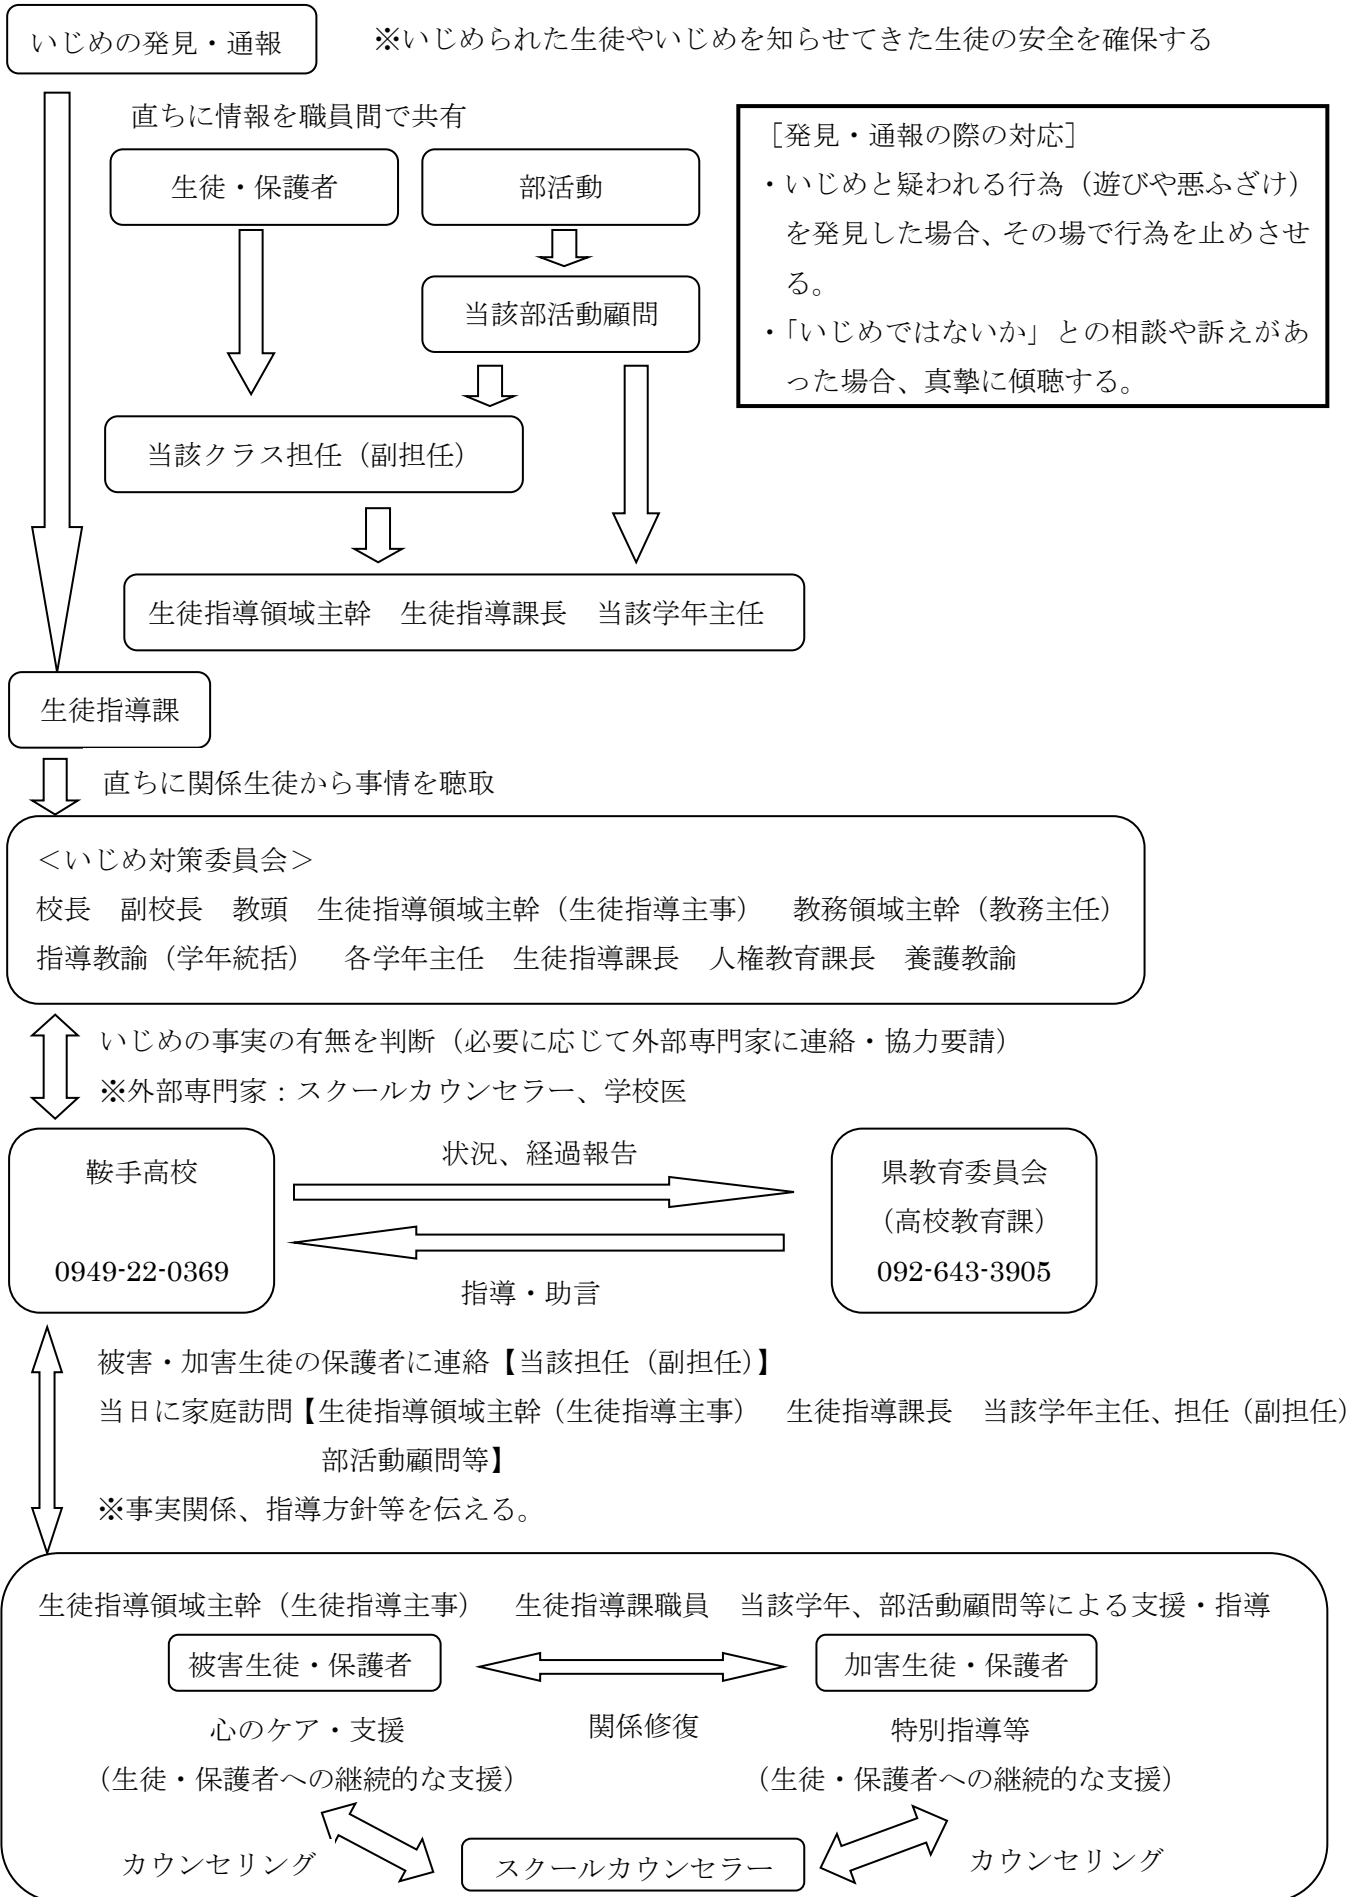 いじめの発見・通報
※いじめられた生徒やいじめを知らせてきた生徒の安全を確保する
直ちに情報を職員間で共有
［発見・通報の際の対応］
・いじめと疑われる行為（遊びや悪ふざけ）
を発見した場合、その場で行為を止めさせ
る。
・「いじめではないか」との相談や訴えがあ
った場合、真摯に傾聴する。
生徒・保護者
部活動
当該部活動顧問
当該クラス担任（副担任）
生徒指導領域主幹　生徒指導課長　当該学年主任
生徒指導課
直ちに関係生徒から事情を聴取
＜いじめ対策委員会＞
校長　副校長　教頭　生徒指導領域主幹（生徒指導主事）　教務領域主幹（教務主任）
指導教諭（学年統括）　各学年主任　生徒指導課長　人権教育課長　養護教諭
いじめの事実の有無を判断（必要に応じて外部専門家に連絡・協力要請）
※外部専門家：スクールカウンセラー、学校医
鞍手高校
0949-22-0369
状況、経過報告
指導・助言
県教育委員会
（高校教育課）
092-643-3905
被害・加害生徒の保護者に連絡【当該担任（副担任）】
当日に家庭訪問【生徒指導領域主幹（生徒指導主事）　生徒指導課長　当該学年主任、担任（副担任）
部活動顧問等】
※事実関係、指導方針等を伝える。
生徒指導領域主幹（生徒指導主事）　生徒指導課職員　当該学年、部活動顧問等による支援・指導
被害生徒・保護者
加害生徒・保護者
心のケア・支援
関係修復
特別指導等
（生徒・保護者への継続的な支援）
（生徒・保護者への継続的な支援）
カウンセリング
スクールカウンセラー
カウンセリング